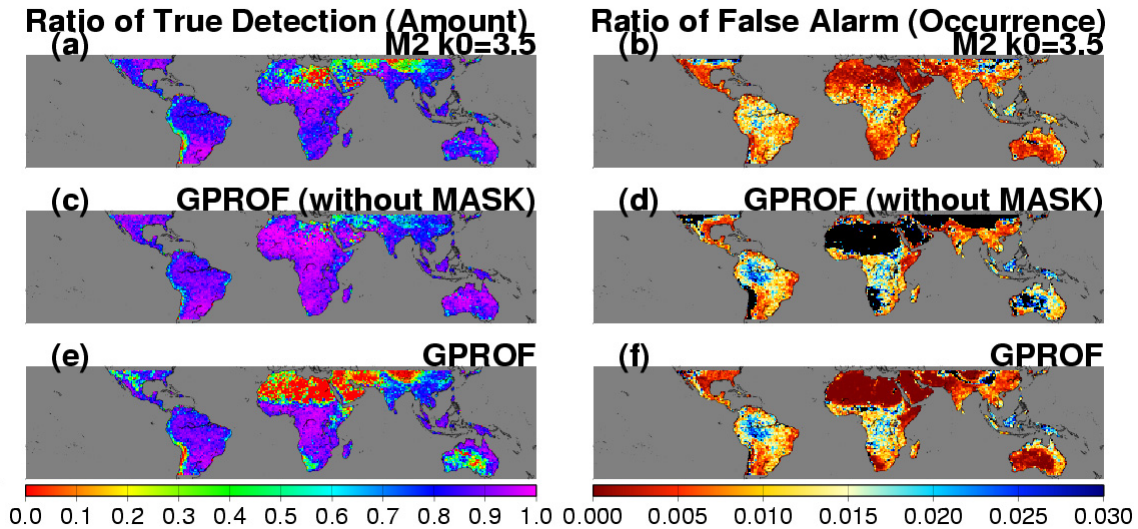 Ratio of True Detection (Amount) Ratio of False Alarm (Occurrence)
(a) M2 k0=3.5 (b) M2 k0=3.5
(c) GPROF (without MASK) (d) GPROF (without MASK)
(e) GPROF (f) GPROF
0.0 0.1 0.2 0.3 0.4 0.5 0.6 0.7 0.8 0.9 1.0 0.000 0.005 0.010 0.015 0.020 0.025 0.030